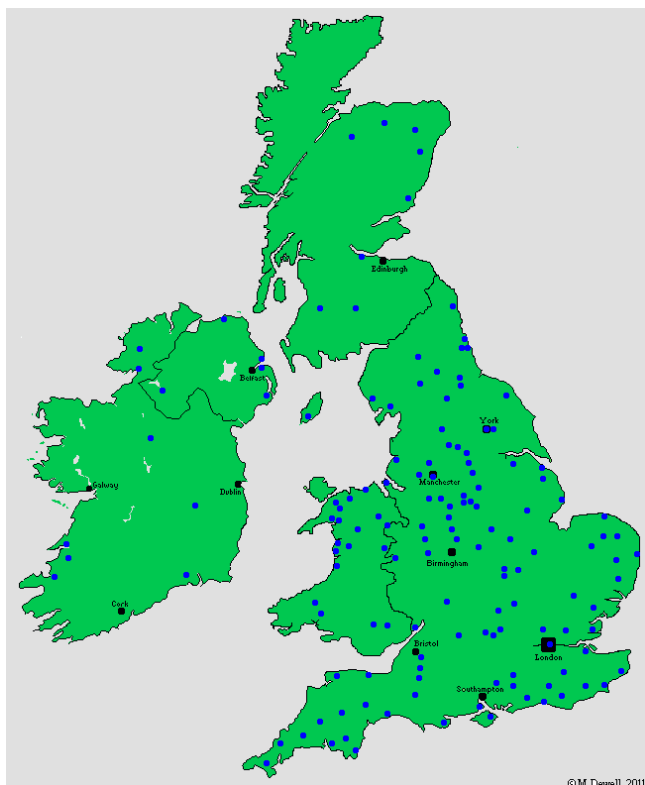 Edinburgh
Belfast
York
Manchester
Galway
Dublin
Birmingham
Cork
Bristol
London
Southampton
© M Dewell, 2011